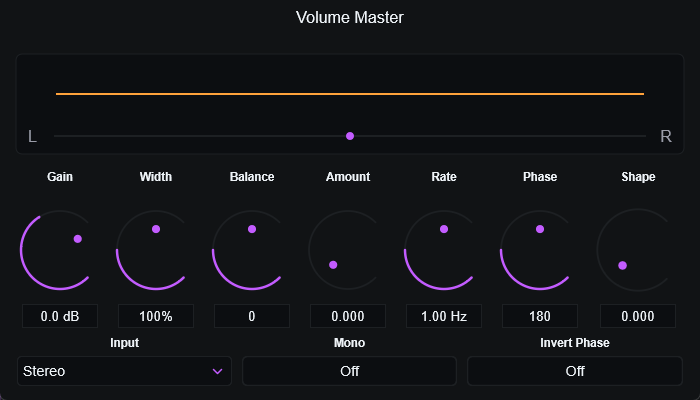 Volume Master
L R
Gain Width Balance Amount Rate Phase Shape
0.0 dB 100% 0 0.000 1.00 Hz 180 0.000
Input Mono Invert Phase
Stereo Off Off